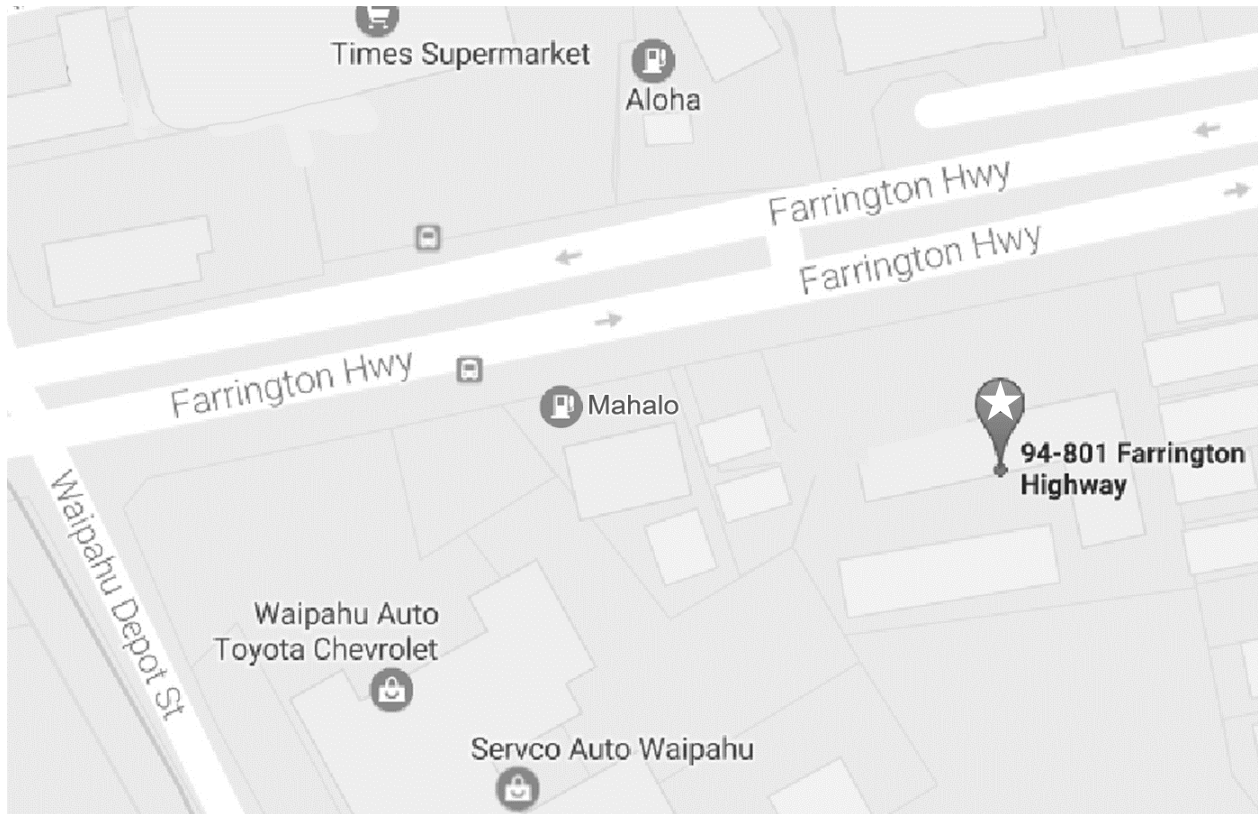 Times Supermarket
Aloha
Farrington Hwy
Farrington Hwy
Farrington Hwy
Mahalo
94-801 Farrington
Highway
Waipahu Depot St
Waipahu Auto
Toyota Chevrolet
Servco Auto Waipahu